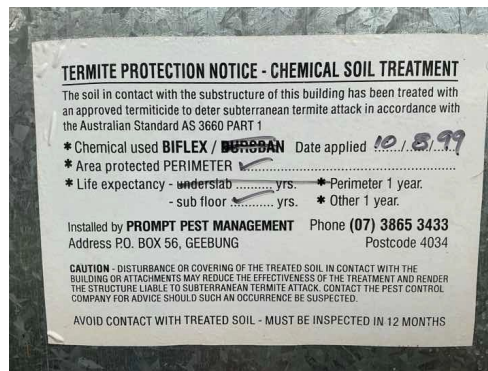 TERMITE PROTECTION NOTICE - CHEMICAL SOIL TREATMENT
The soil in contact with the substructure of this building has been treated with
an approved termiticide to deter subterranean termite attack in accordance with
the Australian Standard AS 3660 PART 1
* Chemical used BIFLEX / DURSBAN Date applied 10 / 8 / 99
* Area protected PERIMETER ✓
* Life expectancy - underslab .......... yrs. * Perimeter 1 year.
- sub floor ✓.......... yrs. * Other 1 year.
Installed by PROMPT PEST MANAGEMENT Phone (07) 3865 3433
Address P.O. BOX 56, GEEBUNG Postcode 4034
CAUTION - DISTURBANCE OR COVERING OF THE TREATED SOIL IN CONTACT WITH THE
BUILDING OR ATTACHMENTS MAY REDUCE THE EFFECTIVENESS OF THE TREATMENT AND RENDER
THE STRUCTURE LIABLE TO SUBTERRANEAN TERMITE ATTACK. CONTACT THE PEST CONTROL
COMPANY FOR ADVICE SHOULD SUCH AN OCCURRENCE BE SUSPECTED.
AVOID CONTACT WITH TREATED SOIL - MUST BE INSPECTED IN 12 MONTHS